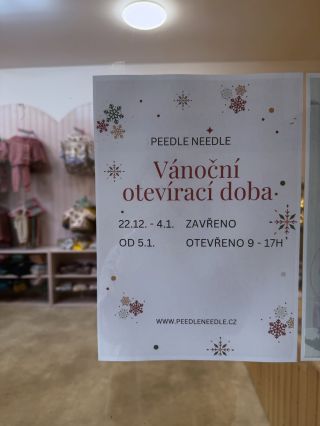 PEEDLE NEEDLE
Vánoční
otevírací doba
22.12. - 4.1. ZAVŘENO
OD 5.1. OTEVŘENO 9 - 17H
WWW.PEEDLENEEDLE.CZ